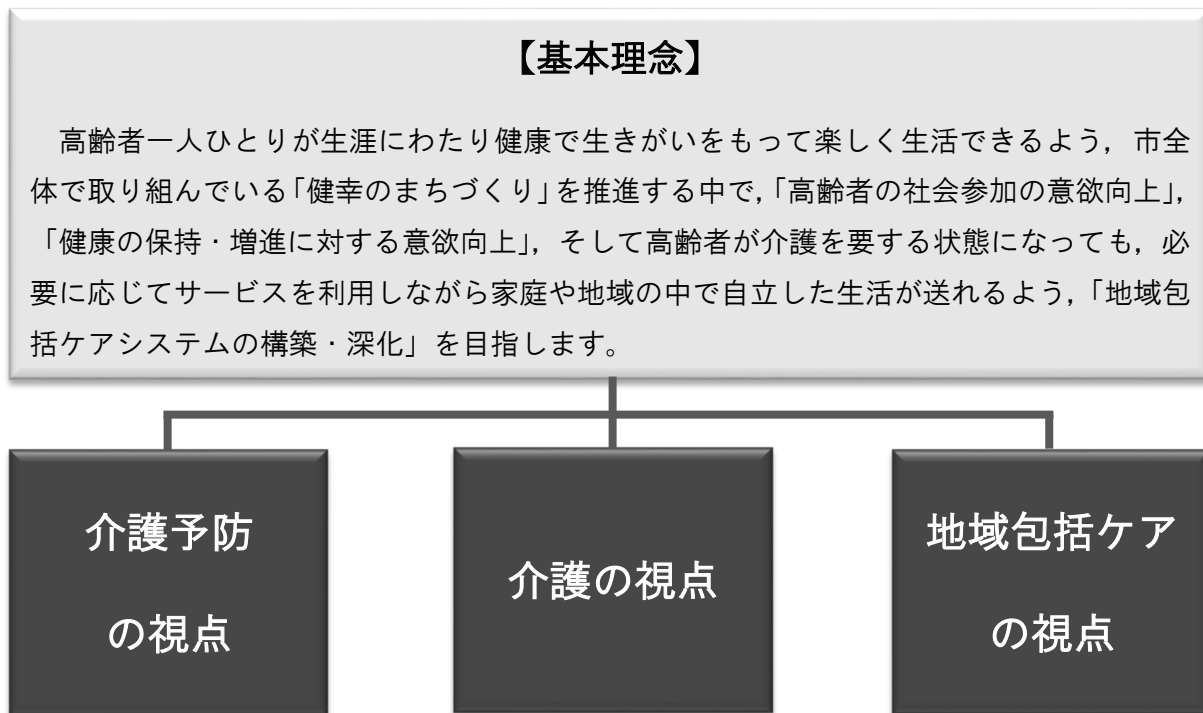 【基本理念】
　高齢者一人ひとりが生涯にわたり健康で生きがいをもって楽しく生活できるよう，市全
体で取り組んでいる「健幸のまちづくり」を推進する中で，「高齢者の社会参加の意欲向上」，
「健康の保持・増進に対する意欲向上」，そして高齢者が介護を要する状態になっても，必
要に応じてサービスを利用しながら家庭や地域の中で自立した生活が送れるよう，「地域包
括ケアシステムの構築・深化」を目指します。
介護予防
の視点
介護の視点
地域包括ケア
の視点